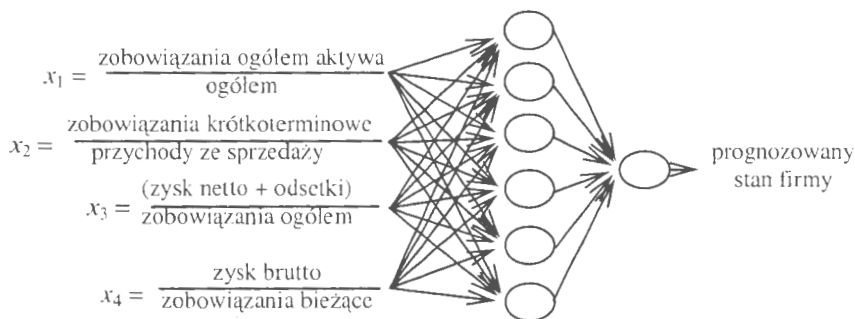 x1 = zobowiązania ogółem aktywa
ogółem
x2 = zobowiązania krótkoterminowe
przychody ze sprzedaży
x3 = (zysk netto + odsetki)
zobowiązania ogółem
x4 = zysk brutto
zobowiązania bieżące
prognozowany
stan firmy